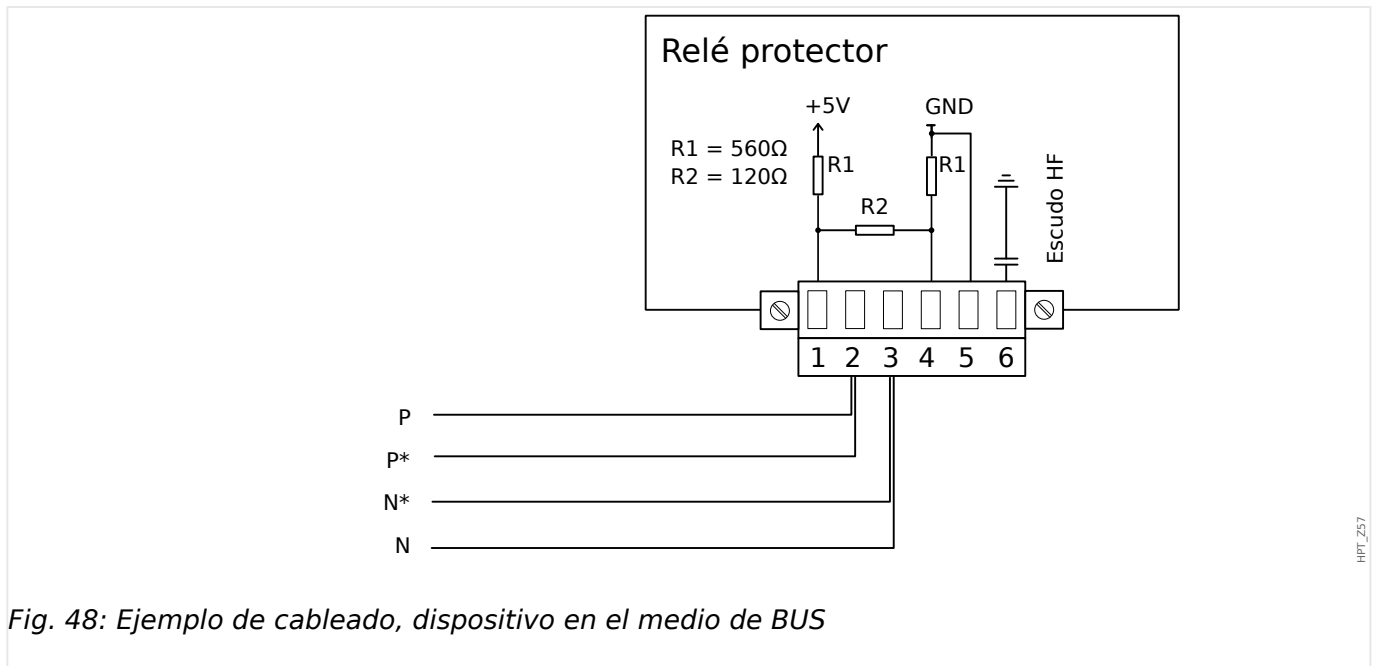 Relé protector
+5V
GND
R1 = 560Ω
R2 = 120Ω
R1
R1
R2
Escudo HF
1 2 3 4 5 6
P
P*
N*
N
HPT_Z57
Fig. 48: Ejemplo de cableado, dispositivo en el medio de BUS